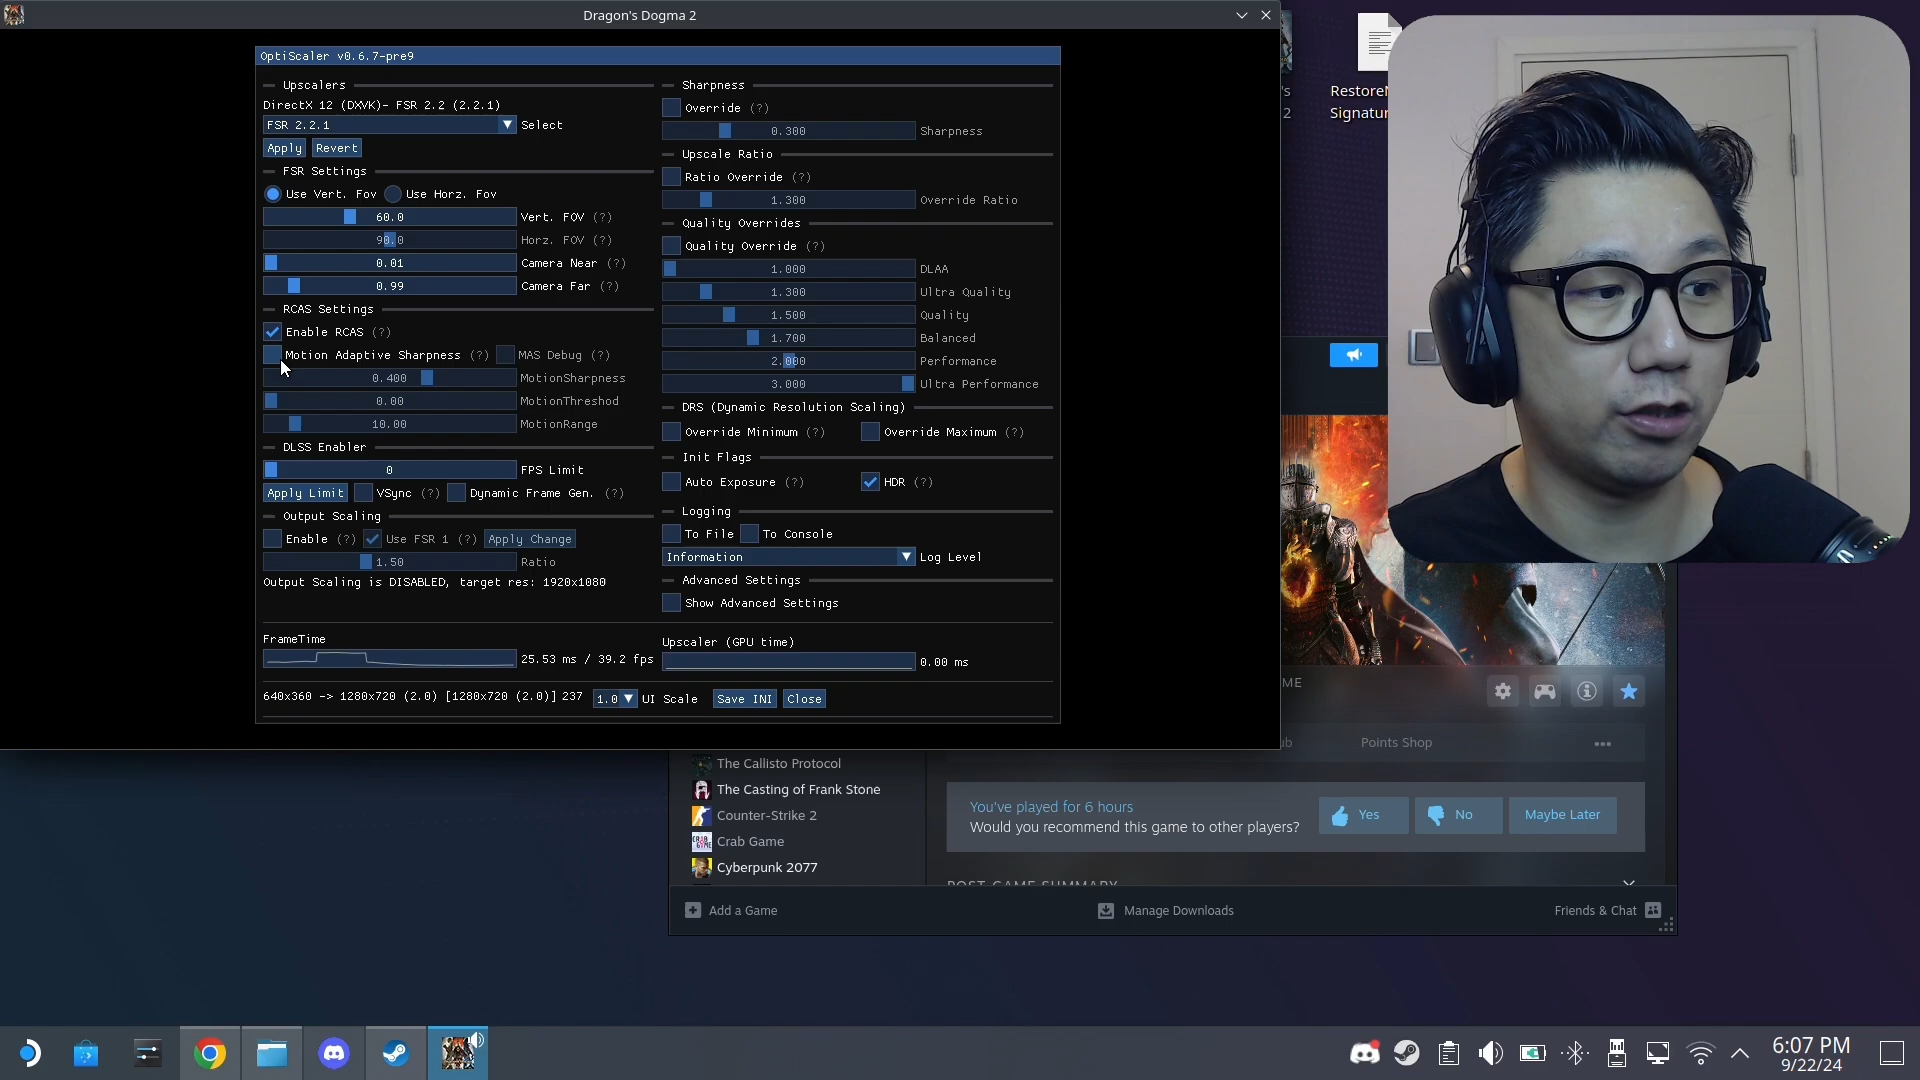 Dragon's Dogma 2
OptiScaler v0.6.7-pre9
Upscalers
DirectX 12 (DXVK)- FSR 2.2 (2.2.1)
FSR 2.2.1 Select
Apply Revert
FSR Settings
Use Vert. Fov Use Horz. Fov
60.0 Vert. FOV (?)
90.0 Horz. FOV (?)
0.01 Camera Near (?)
0.99 Camera Far (?)
RCAS Settings
Enable RCAS (?)
Motion Adaptive Sharpness (?) MAS Debug (?)
0.400 MotionSharpness
0.00 MotionThreshod
10.00 MotionRange
DLSS Enabler
0 FPS Limit
Apply Limit VSync (?) Dynamic Frame Gen. (?)
Output Scaling
Enable (?) Use FSR 1 (?) Apply Change
1.50 Ratio
Output Scaling is DISABLED, target res: 1920x1080
FrameTime
25.53 ms / 39.2 fps
640x360 -> 1280x720 (2.0) [1280x720 (2.0)] 237 1.0 UI Scale Save INI Close
Sharpness
Override (?)
0.300 Sharpness
Upscale Ratio
Ratio Override (?)
1.300 Override Ratio
Quality Overrides
Quality Override (?)
1.000 DLAA
1.300 Ultra Quality
1.500 Quality
1.700 Balanced
2.000 Performance
3.000 Ultra Performance
DRS (Dynamic Resolution Scaling)
Override Minimum (?) Override Maximum (?)
Init Flags
Auto Exposure (?) HDR (?)
Logging
To File To Console
Information Log Level
Advanced Settings
Show Advanced Settings
Upscaler (GPU time)
0.00 ms
's
2
Signatur
ME
ub Points Shop
The Callisto Protocol
The Casting of Frank Stone
Counter-Strike 2
Crab Game
Cyberpunk 2077
You've played for 6 hours
Would you recommend this game to other players?
Yes No Maybe Later
POST-GAME SUMMARY
Add a Game Manage Downloads Friends & Chat
6:07 PM
9/22/24